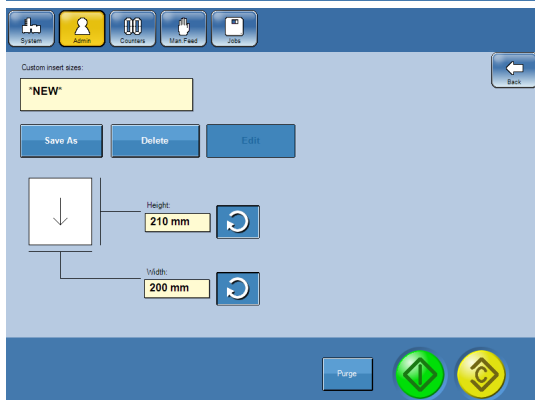 System
Admin
Counters
Man.Feed
Jobs
Custom insert sizes:
"NEW"
Back
Save As
Delete
Edit
Height:
210 mm
Width:
200 mm
Purge
C